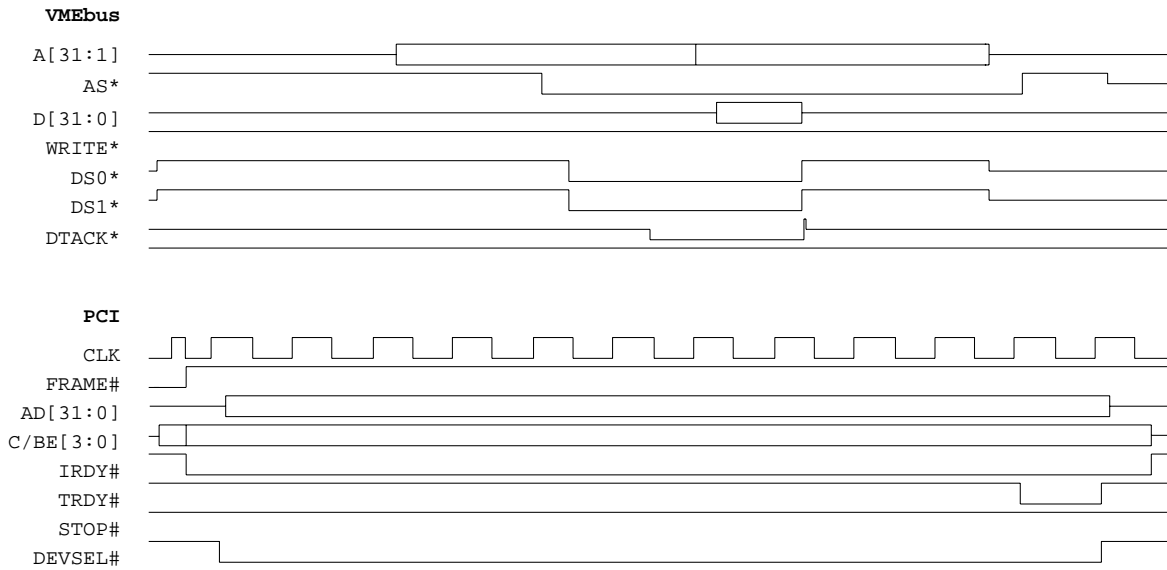 VMEbus
A[31:1]
AS*
D[31:0]
WRITE*
DS0*
DS1*
DTACK*
PCI
CLK
FRAME#
AD[31:0]
C/BE[3:0]
IRDY#
TRDY#
STOP#
DEVSEL#